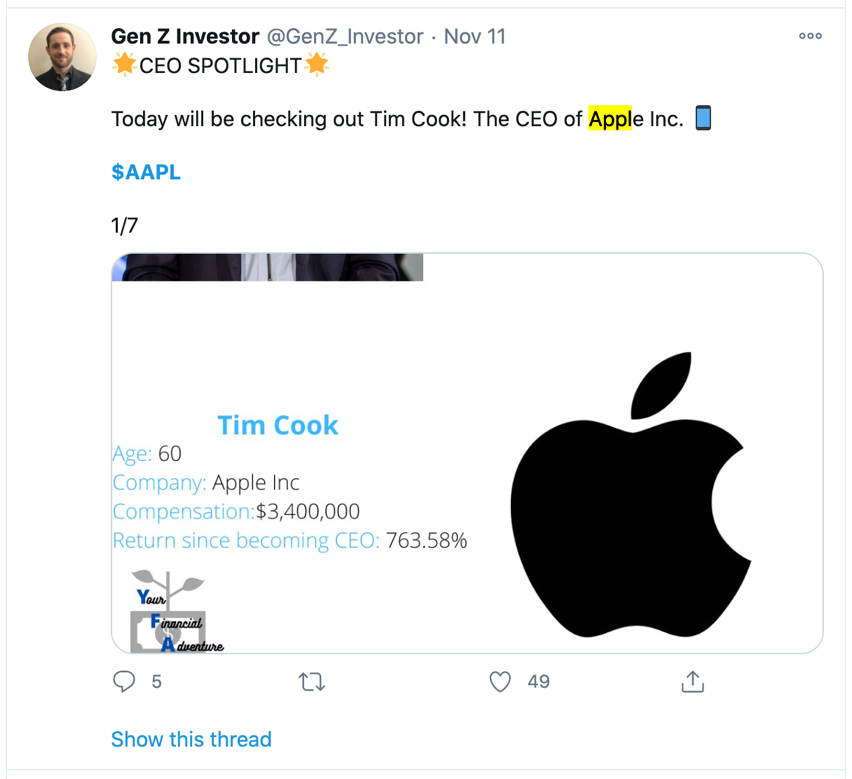 Gen Z Investor @GenZ_Investor · Nov 11
🌟CEO SPOTLIGHT🌟
Today will be checking out Tim Cook! The CEO of Apple Inc. 📱
$AAPL
1/7
Tim Cook
Age: 60
Company: Apple Inc
Compensation:$3,400,000
Return since becoming CEO: 763.58%
Your
Financial
Adventure
5
49
Show this thread